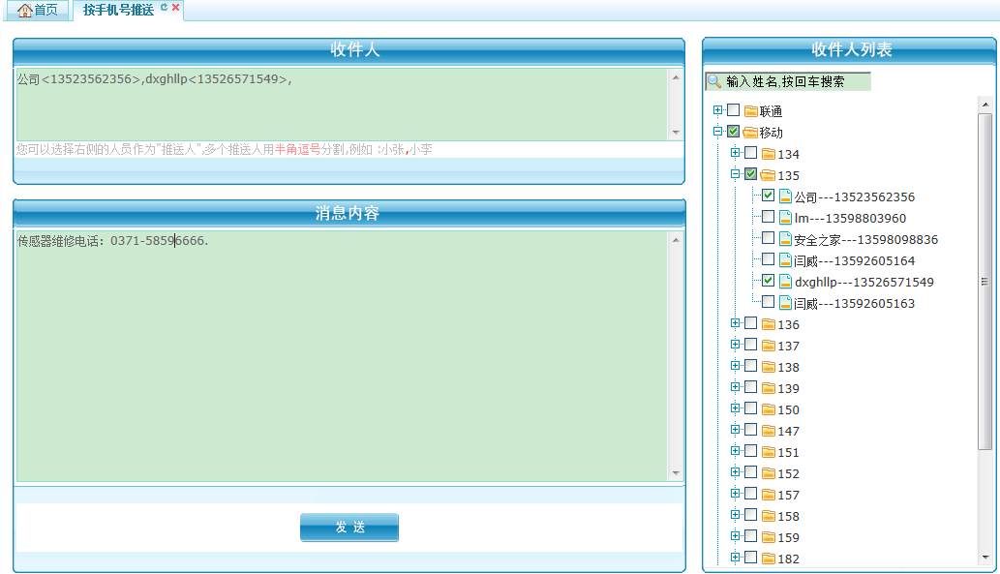 首页
按手机号推送
收件人
公司<13523562356>,dxghllp<13526571549>,
您可以选择右侧的人员作为"推送人",多个推送人用半角逗号分割,例如:小张,小李
消息内容
传感器维修电话：0371-58596666.
发 送
收件人列表
输入姓名,按回车搜索
联通
移动
134
135
公司---13523562356
lm---13598803960
安全之家---13598098836
闫威---13592605164
dxghllp---13526571549
闫威---13592605163
136
137
138
139
150
147
151
152
157
158
159
182